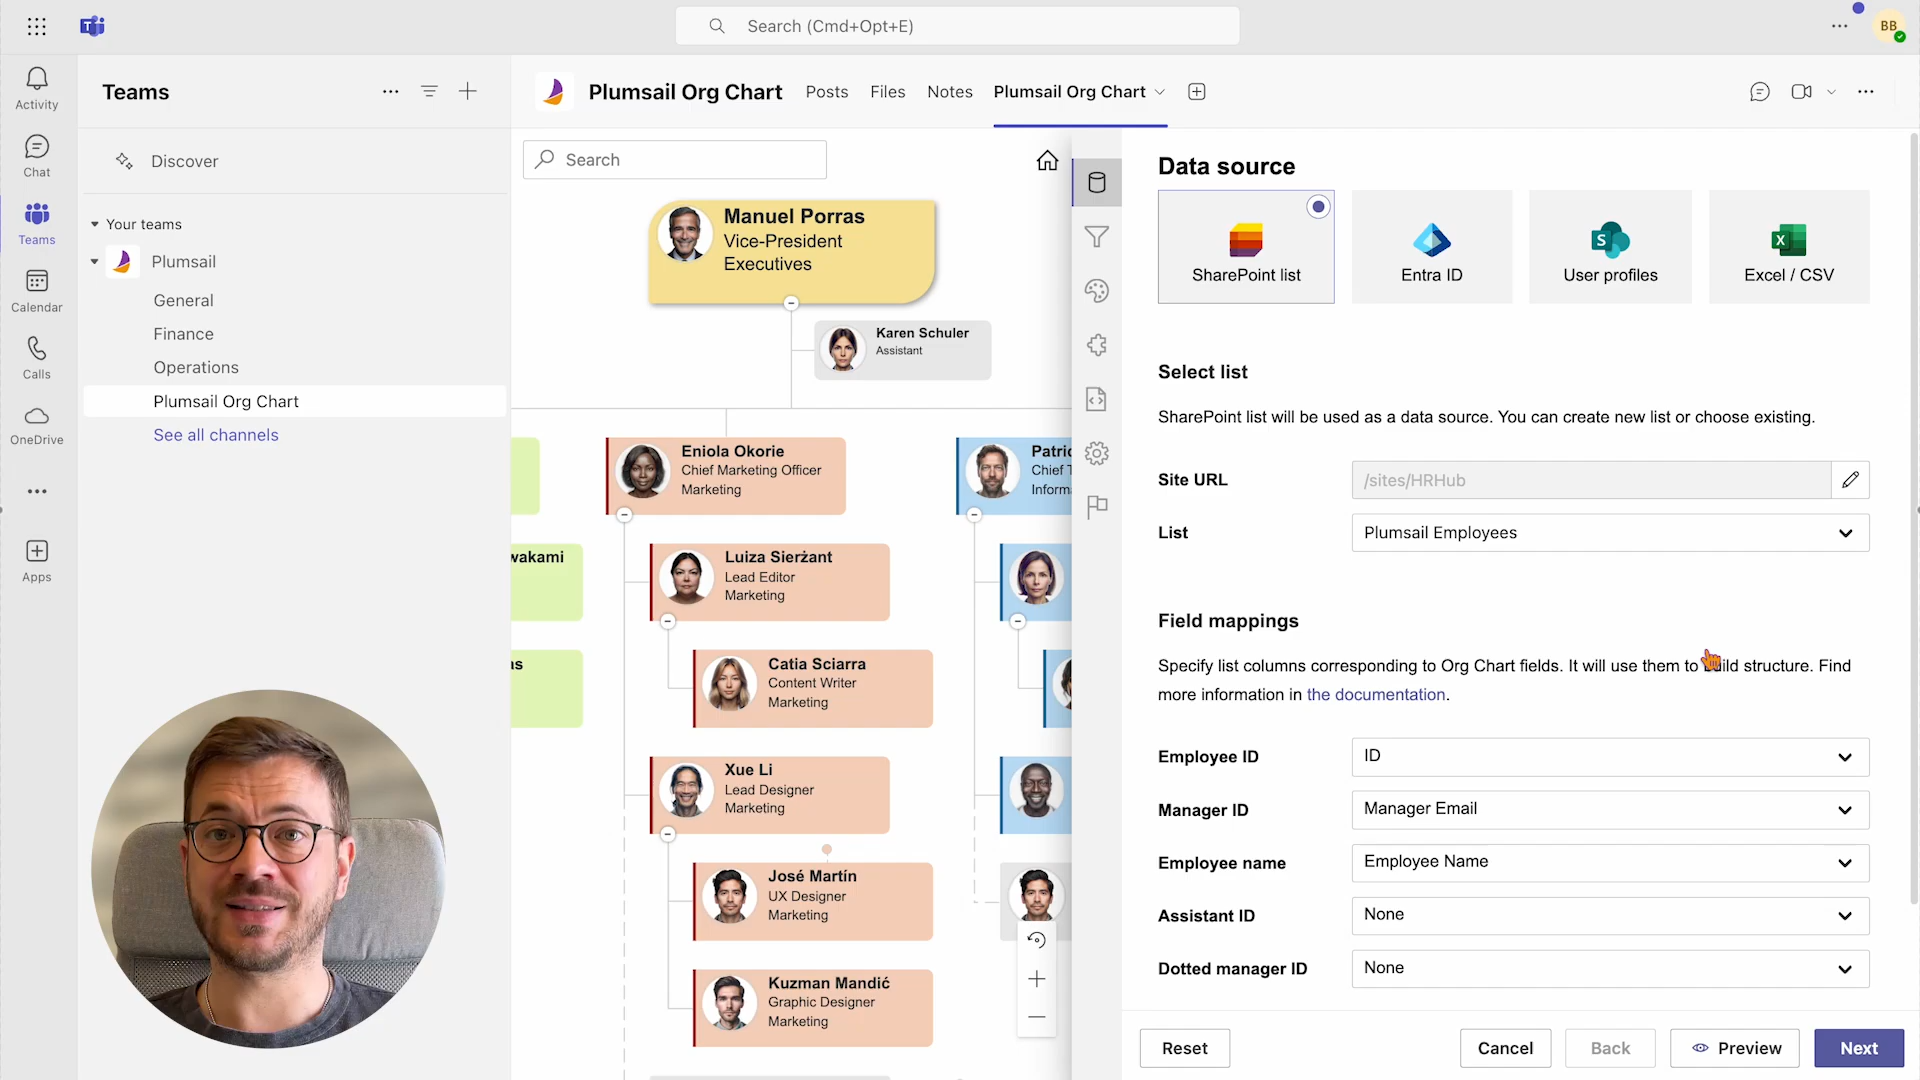 Search (Cmd+Opt+E)
BB
Activity
Chat
Teams
Calendar
Calls
OneDrive
Apps
Teams
Discover
Your teams
Plumsail
General
Finance
Operations
Plumsail Org Chart
See all channels
Plumsail Org Chart
Posts
Files
Notes
Plumsail Org Chart
Search
Manuel Porras
Vice-President
Executives
Karen Schuler
Assistant
Eniola Okorie
Chief Marketing Officer
Marketing
Luiza Sierżant
Lead Editor
Marketing
Catia Sciarra
Content Writer
Marketing
Xue Li
Lead Designer
Marketing
José Martín
UX Designer
Marketing
Kuzman Mandić
Graphic Designer
Marketing
wakami
Patric
Chief T
Inform
Data source
SharePoint list
Entra ID
User profiles
Excel / CSV
Select list
SharePoint list will be used as a data source. You can create new list or choose existing.
Site URL
/sites/HRHub
List
Plumsail Employees
Field mappings
Specify list columns corresponding to Org Chart fields. It will use them to build structure. Find
more information in the documentation.
Employee ID
ID
Manager ID
Manager Email
Employee name
Employee Name
Assistant ID
None
Dotted manager ID
None
Reset
Cancel
Back
Preview
Next